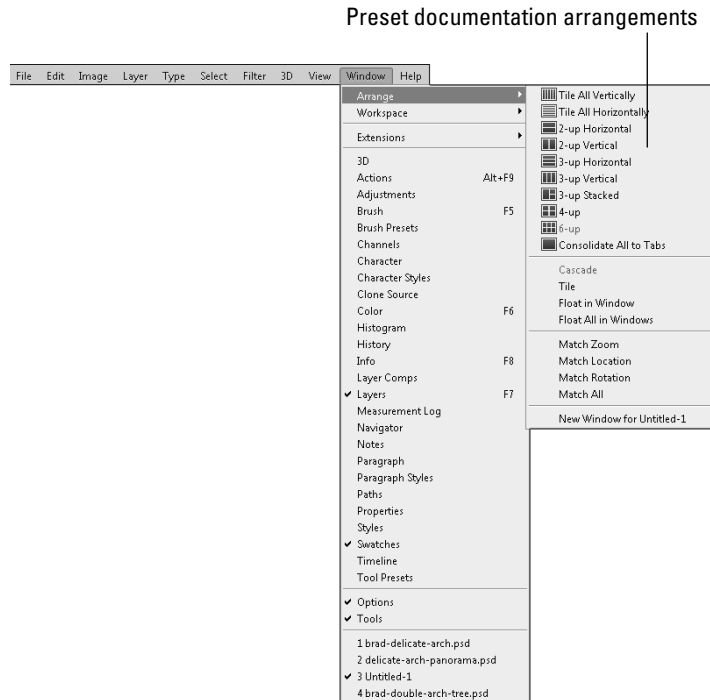 Preset documentation arrangements
File Edit Image Layer Type Select Filter 3D View Window Help
Arrange
Workspace
Extensions
3D
Actions Alt+F9
Adjustments
Brush F5
Brush Presets
Channels
Character
Character Styles
Clone Source
Color F6
Histogram
History
Info F8
Layer Comps
Layers F7
Measurement Log
Navigator
Notes
Paragraph
Paragraph Styles
Paths
Properties
Styles
Swatches
Timeline
Tool Presets
Options
Tools
1 brad-delicate-arch.psd
2 delicate-arch-panorama.psd
3 Untitled-1
4 brad-double-arch-tree.psd
Tile All Vertically
Tile All Horizontally
2-up Horizontal
2-up Vertical
3-up Horizontal
3-up Vertical
3-up Stacked
4-up
6-up
Consolidate All to Tabs
Cascade
Tile
Float in Window
Float All in Windows
Match Zoom
Match Location
Match Rotation
Match All
New Window for Untitled-1